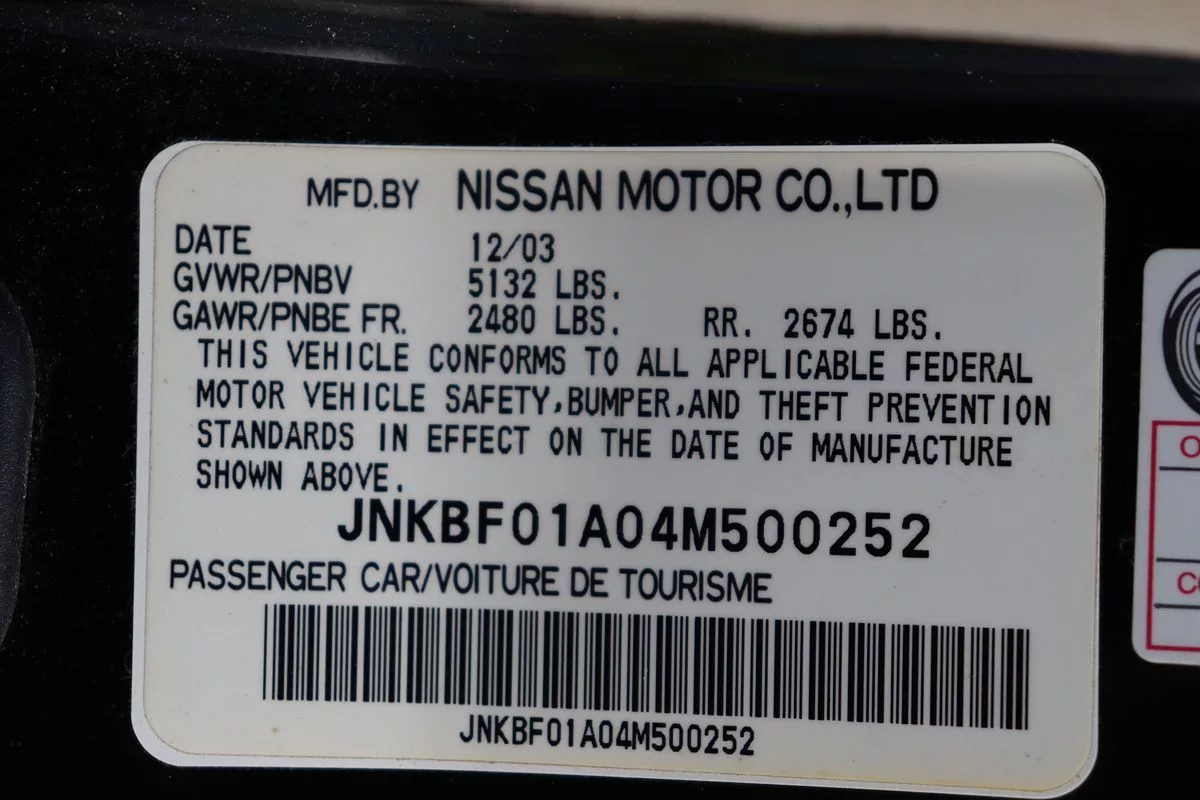 MFD.BY NISSAN MOTOR CO.,LTD
DATE 12/03
GVWR/PNBV 5132 LBS.
GAWR/PNBE FR. 2480 LBS. RR. 2674 LBS.
THIS VEHICLE CONFORMS TO ALL APPLICABLE FEDERAL
MOTOR VEHICLE SAFETY,BUMPER,AND THEFT PREVENTION
STANDARDS IN EFFECT ON THE DATE OF MANUFACTURE
SHOWN ABOVE.
JNKBF01A04M500252
PASSENGER CAR/VOITURE DE TOURISME
JNKBF01A04M500252